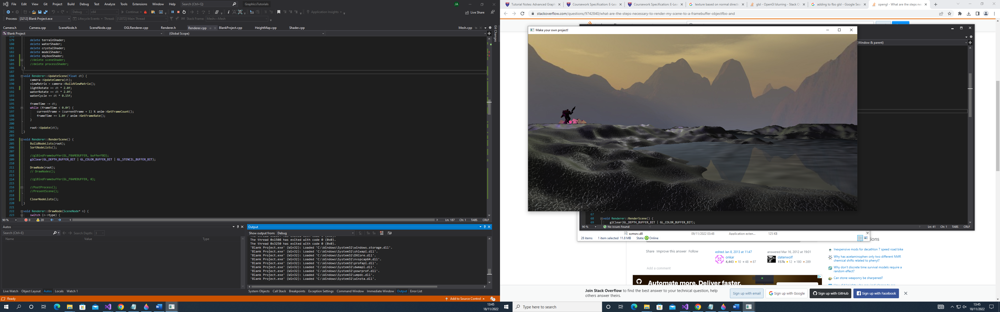 File Edit View Git Project Build Debug Test Analyze Tools Extensions Window Help Search (Ctrl+Q) GraphicsTutorials JA
Debug x64 Continue Application Insights Live Share
Process: [3212] Blank Project.exe Lifecycle Events Thread: [12072] Main Thread Stack Frame: Mesh::~Mesh
Camera.h Camera.cpp SceneNode.h SceneNode.cpp OGLRenderer.cpp Renderer.h Renderer.cpp BlankProject.cpp HeightMap.cpp Shader.cpp Mesh.cpp
Blank Project (Global Scope)
Git Changes
179 delete terrainShader;
180 delete waterShader;
181 delete crystalShader;
182 delete modelShader;
183 delete skyboxShader;
184 //delete sceneShader;
185 //delete processShader;
186 }
187
188 void Renderer::UpdateScene(float dt) {
189 camera->UpdateCamera(dt);
190 viewMatrix = camera->BuildViewMatrix();
191 lightRotate += dt * 2.0f;
192 waterRotate += dt * 2.0f;
193 waterCycle += dt * 0.15f;
194
195 frameTime -= dt;
196 while (frameTime < 0.0f) {
197 currentFrame = (currentFrame + 1) % anim->GetFrameCount();
198 frameTime += 1.0f / anim->GetFrameRate();
199 }
200
201 root->Update(dt);
202 }
203
204 void Renderer::RenderScene() {
205 BuildNodeLists(root);
206 SortNodeLists();
207
208 //glBindFramebuffer(GL_FRAMEBUFFER, bufferFBO);
209 glClear(GL_DEPTH_BUFFER_BIT | GL_COLOR_BUFFER_BIT | GL_STENCIL_BUFFER_BIT);
210
211 DrawNode(root);
212 // DrawNodes();
213
214 //glBindFramebuffer(GL_FRAMEBUFFER, 0);
215
216 //PostProcess();
217 //PresentScene();
218
219 ClearNodeLists();
220 }
221
222 void Renderer::DrawNode(SceneNode* n) {
223 switch (n->type) {
90 % 0 20 Ln: 187 Ch: 1 TABS CRLF
Autos
Search (Ctrl+E) Search Depth: 3
Name Value Type
Live Watch Object Layout Autos Locals Watch 1
Output
Show output from: Debug
The thread 0x1508 has exited with code 0 (0x0).
The thread 0x3250 has exited with code 0 (0x0).
'Blank Project.exe' (Win32): Loaded 'C:\Windows\System32\windows.storage.dll'.
'Blank Project.exe' (Win32): Loaded 'C:\Windows\System32\shlwapi.dll'.
'Blank Project.exe' (Win32): Loaded 'C:\Windows\System32\DXCore.dll'.
'Blank Project.exe' (Win32): Loaded 'C:\Windows\System32\nvspcap64.dll'.
'Blank Project.exe' (Win32): Loaded 'C:\Windows\System32\profapi.dll'.
'Blank Project.exe' (Win32): Loaded 'C:\Windows\System32\dwmapi.dll'.
'Blank Project.exe' (Win32): Loaded 'C:\Windows\System32\powrprof.dll'.
'Blank Project.exe' (Win32): Loaded 'C:\Windows\System32\umpdc.dll'.
'Blank Project.exe' (Win32): Loaded 'C:\Windows\System32\winsta.dll'.
System Objects Call Stack Breakpoints Exception Settings Command Window Immediate Window Output Error List
Ready Add to Source Control 1
13:45
18/11/2022
Tutorial Notes: Advanced Graph Coursework Specification: E-Lea Coursework Specification: E-Lea texture based on normal directi glsl - OpenGl blurring - Stack O adding to fbo glsl - Google Sea opengl - What are the steps nec
stackoverflow.com/questions/9742840/what-are-the-steps-necessary-to-render-my-scene-to-a-framebuffer-objectfbo-and
Make your own project!
(Window & parent)
67
68 void Renderer::RenderScene() {
69 glClear(GL_DEPTH_BUFFER_BIT | GL_COLOR_BUFFER_BIT);
90 % No issues found Ln: 41 Ch: 1 TABS CRLF
symsrv.dll 09/11/2022 03:48 Application exten... 125 KB
28 items 1 item selected 11.8 MB State: Online
tions
Share Improve this answer Follow
edited Jan 8, 2013 at 11:47
onkar
4,443 10 48 87
answered Mar 16, 2012 at 19:01
datenwolf
157k 12 180 289
Add a comment
Inexpensive mods for decathlon 7 speed road bike
Why has acetaminophen only two different NMR
chemical shifts related to phenyl?
Why don't discrete time survival models require a
random effect?
Can stone weaponry be sharpened?
Automate more. Deliver faster.
Join Stack Overflow to find the best answer to your technical question, help
others answer theirs.
Sign up with email Sign up with Google Sign up with GitHub Sign up with Facebook
Type here to search
13:45
18/11/2022